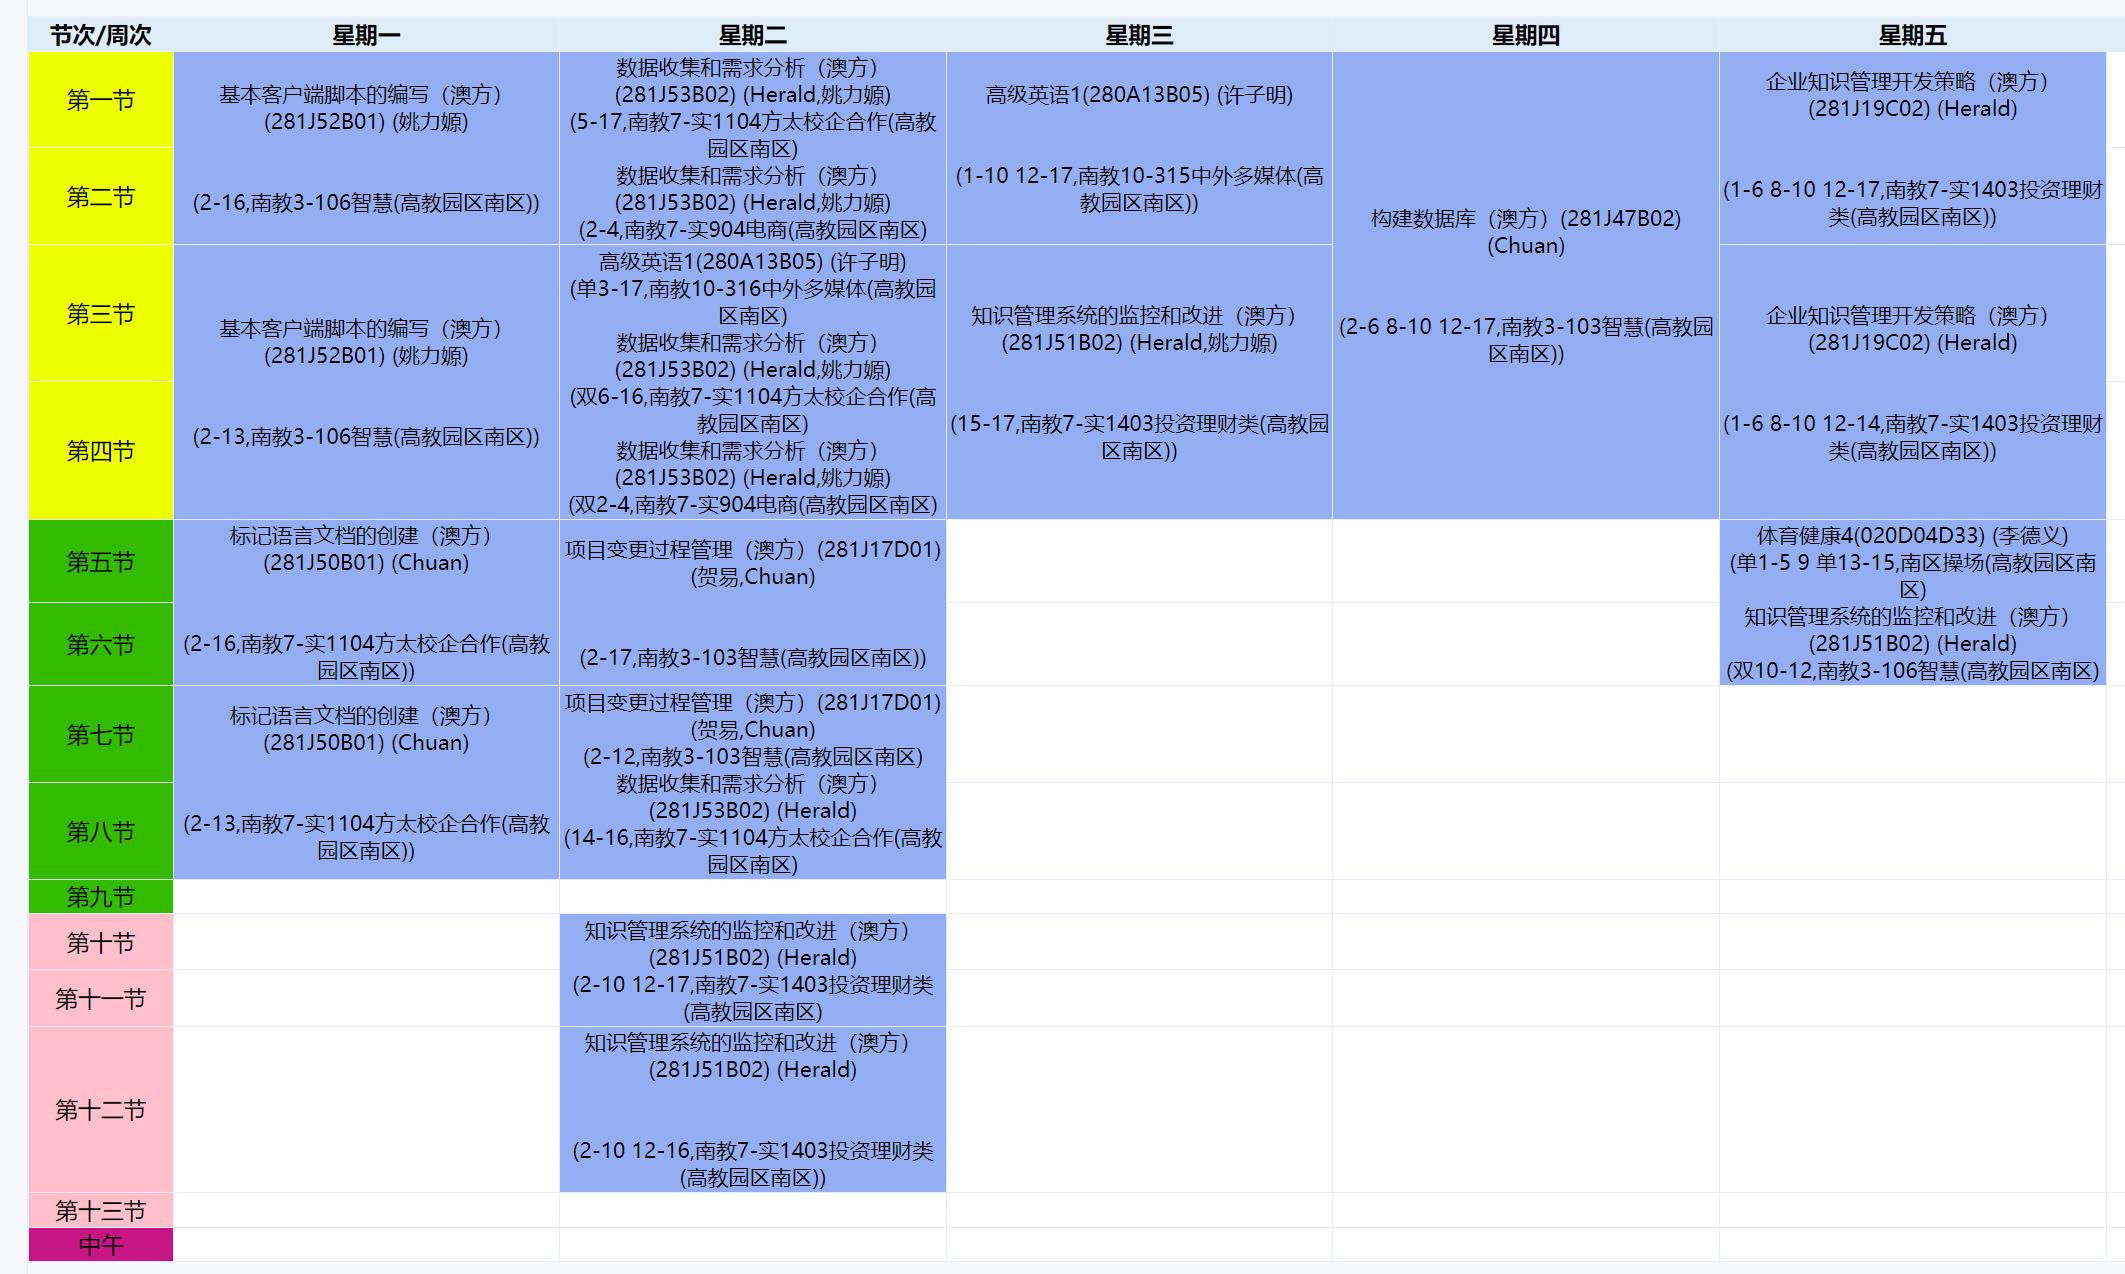 节次/周次 星期一 星期二 星期三 星期四 星期五
第一节
第二节
基本客户端脚本的编写（澳方）
(281J52B01) (姚力嫄)
(2-16,南教3-106智慧(高教园区南区))
数据收集和需求分析（澳方）
(281J53B02) (Herald,姚力嫄)
(5-17,南教7-实1104方太校企合作(高教
园区南区)
数据收集和需求分析（澳方）
(281J53B02) (Herald,姚力嫄)
(2-4,南教7-实904电商(高教园区南区)
高级英语1(280A13B05) (许子明)
(1-10 12-17,南教10-315中外多媒体(高
教园区南区))
构建数据库（澳方）(281J47B02)
(Chuan)
(2-6 8-10 12-17,南教3-103智慧(高教园
区南区))
企业知识管理开发策略（澳方）
(281J19C02) (Herald)
(1-6 8-10 12-17,南教7-实1403投资理财
类(高教园区南区))
第三节
第四节
基本客户端脚本的编写（澳方）
(281J52B01) (姚力嫄)
(2-13,南教3-106智慧(高教园区南区))
高级英语1(280A13B05) (许子明)
(单3-17,南教10-316中外多媒体(高教园
区南区)
数据收集和需求分析（澳方）
(281J53B02) (Herald,姚力嫄)
(双6-16,南教7-实1104方太校企合作(高
教园区南区)
数据收集和需求分析（澳方）
(281J53B02) (Herald,姚力嫄)
(双2-4,南教7-实904电商(高教园区南区)
知识管理系统的监控和改进（澳方）
(281J51B02) (Herald,姚力嫄)
(15-17,南教7-实1403投资理财类(高教园
区南区))
企业知识管理开发策略（澳方）
(281J19C02) (Herald)
(1-6 8-10 12-14,南教7-实1403投资理财
类(高教园区南区))
第五节
第六节
标记语言文档的创建（澳方）
(281J50B01) (Chuan)
(2-16,南教7-实1104方太校企合作(高教
园区南区))
项目变更过程管理（澳方）(281J17D01)
(贺易,Chuan)
(2-17,南教3-103智慧(高教园区南区))
体育健康4(020D04D33) (李德义)
(单1-5 9 单13-15,南区操场(高教园区南
区)
知识管理系统的监控和改进（澳方）
(281J51B02) (Herald)
(双10-12,南教3-106智慧(高教园区南区)
第七节
第八节
标记语言文档的创建（澳方）
(281J50B01) (Chuan)
(2-13,南教7-实1104方太校企合作(高教
园区南区))
项目变更过程管理（澳方）(281J17D01)
(贺易,Chuan)
(2-12,南教3-103智慧(高教园区南区)
数据收集和需求分析（澳方）
(281J53B02) (Herald)
(14-16,南教7-实1104方太校企合作(高教
园区南区)
第九节
第十节
第十一节
知识管理系统的监控和改进（澳方）
(281J51B02) (Herald)
(2-10 12-17,南教7-实1403投资理财类
(高教园区南区)
第十二节
知识管理系统的监控和改进（澳方）
(281J51B02) (Herald)
(2-10 12-16,南教7-实1403投资理财类
(高教园区南区))
第十三节
中午